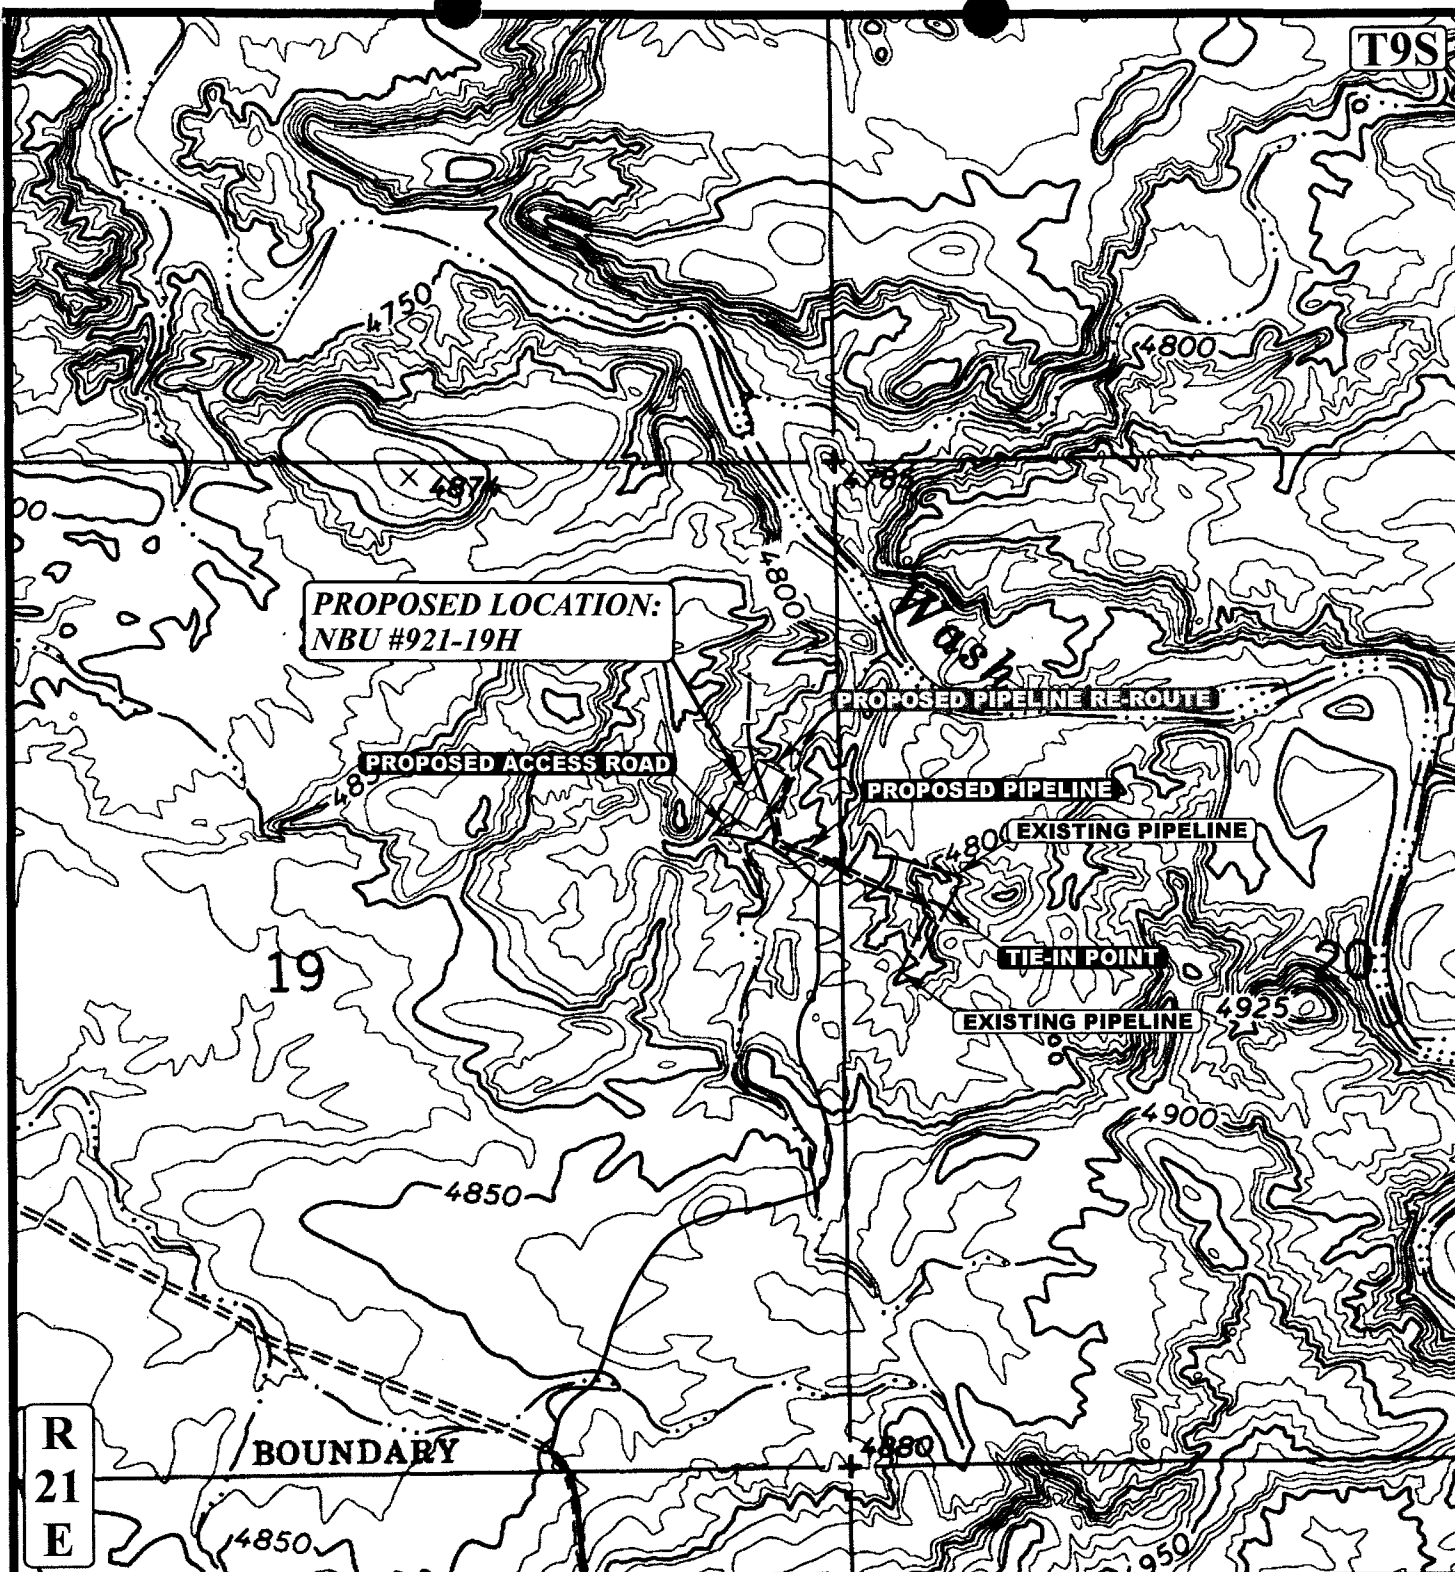 T9S
4750
4800
4874
4800
PROPOSED LOCATION:
NBU #921-19H
Wash
PROPOSED PIPELINE RE-ROUTE
PROPOSED ACCESS ROAD
PROPOSED PIPELINE
EXISTING PIPELINE
TIE-IN POINT
19
20
4925
EXISTING PIPELINE
4900
4850
R
21
E
BOUNDARY
4880
4850